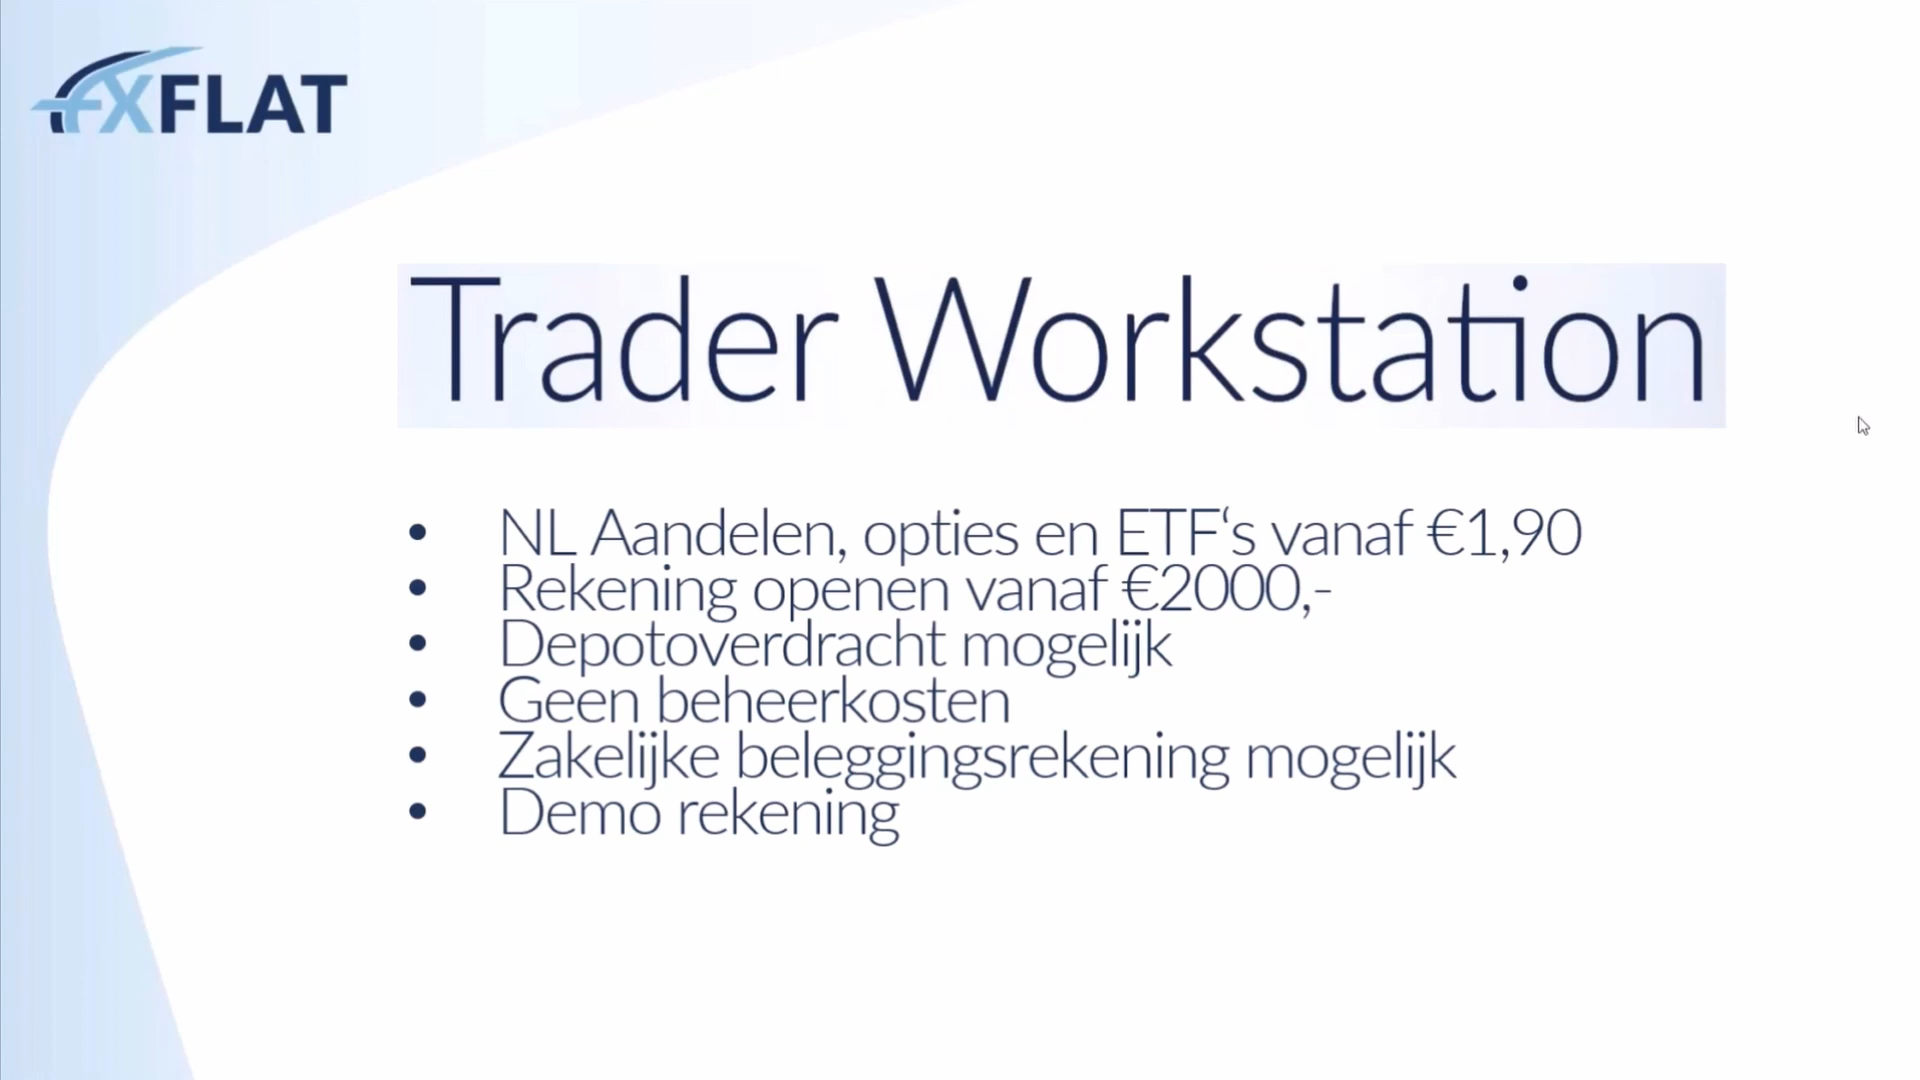 FXFLAT
Trader Workstation
• NL Aandelen, opties en ETF‘s vanaf €1,90
• Rekening openen vanaf €2000,-
• Depotoverdracht mogelijk
• Geen beheerkosten
• Zakelijke beleggingsrekening mogelijk
• Demo rekening